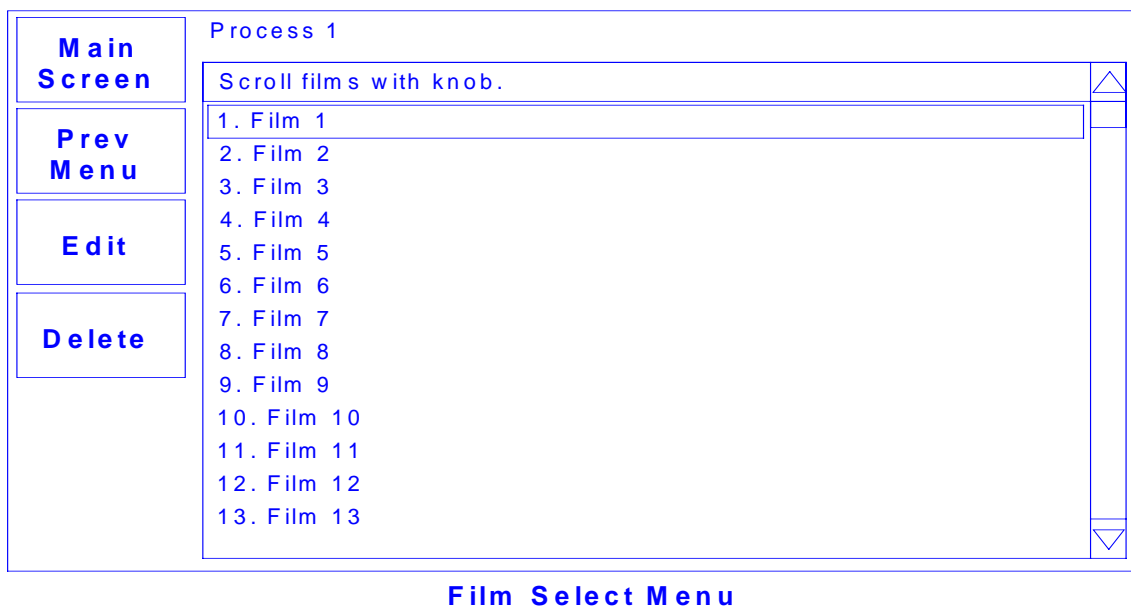 Main
Screen
Prev
Menu
Edit
Delete
Process 1
Scroll films with knob.
1. Film 1
2. Film 2
3. Film 3
4. Film 4
5. Film 5
6. Film 6
7. Film 7
8. Film 8
9. Film 9
10. Film 10
11. Film 11
12. Film 12
13. Film 13
Film Select Menu